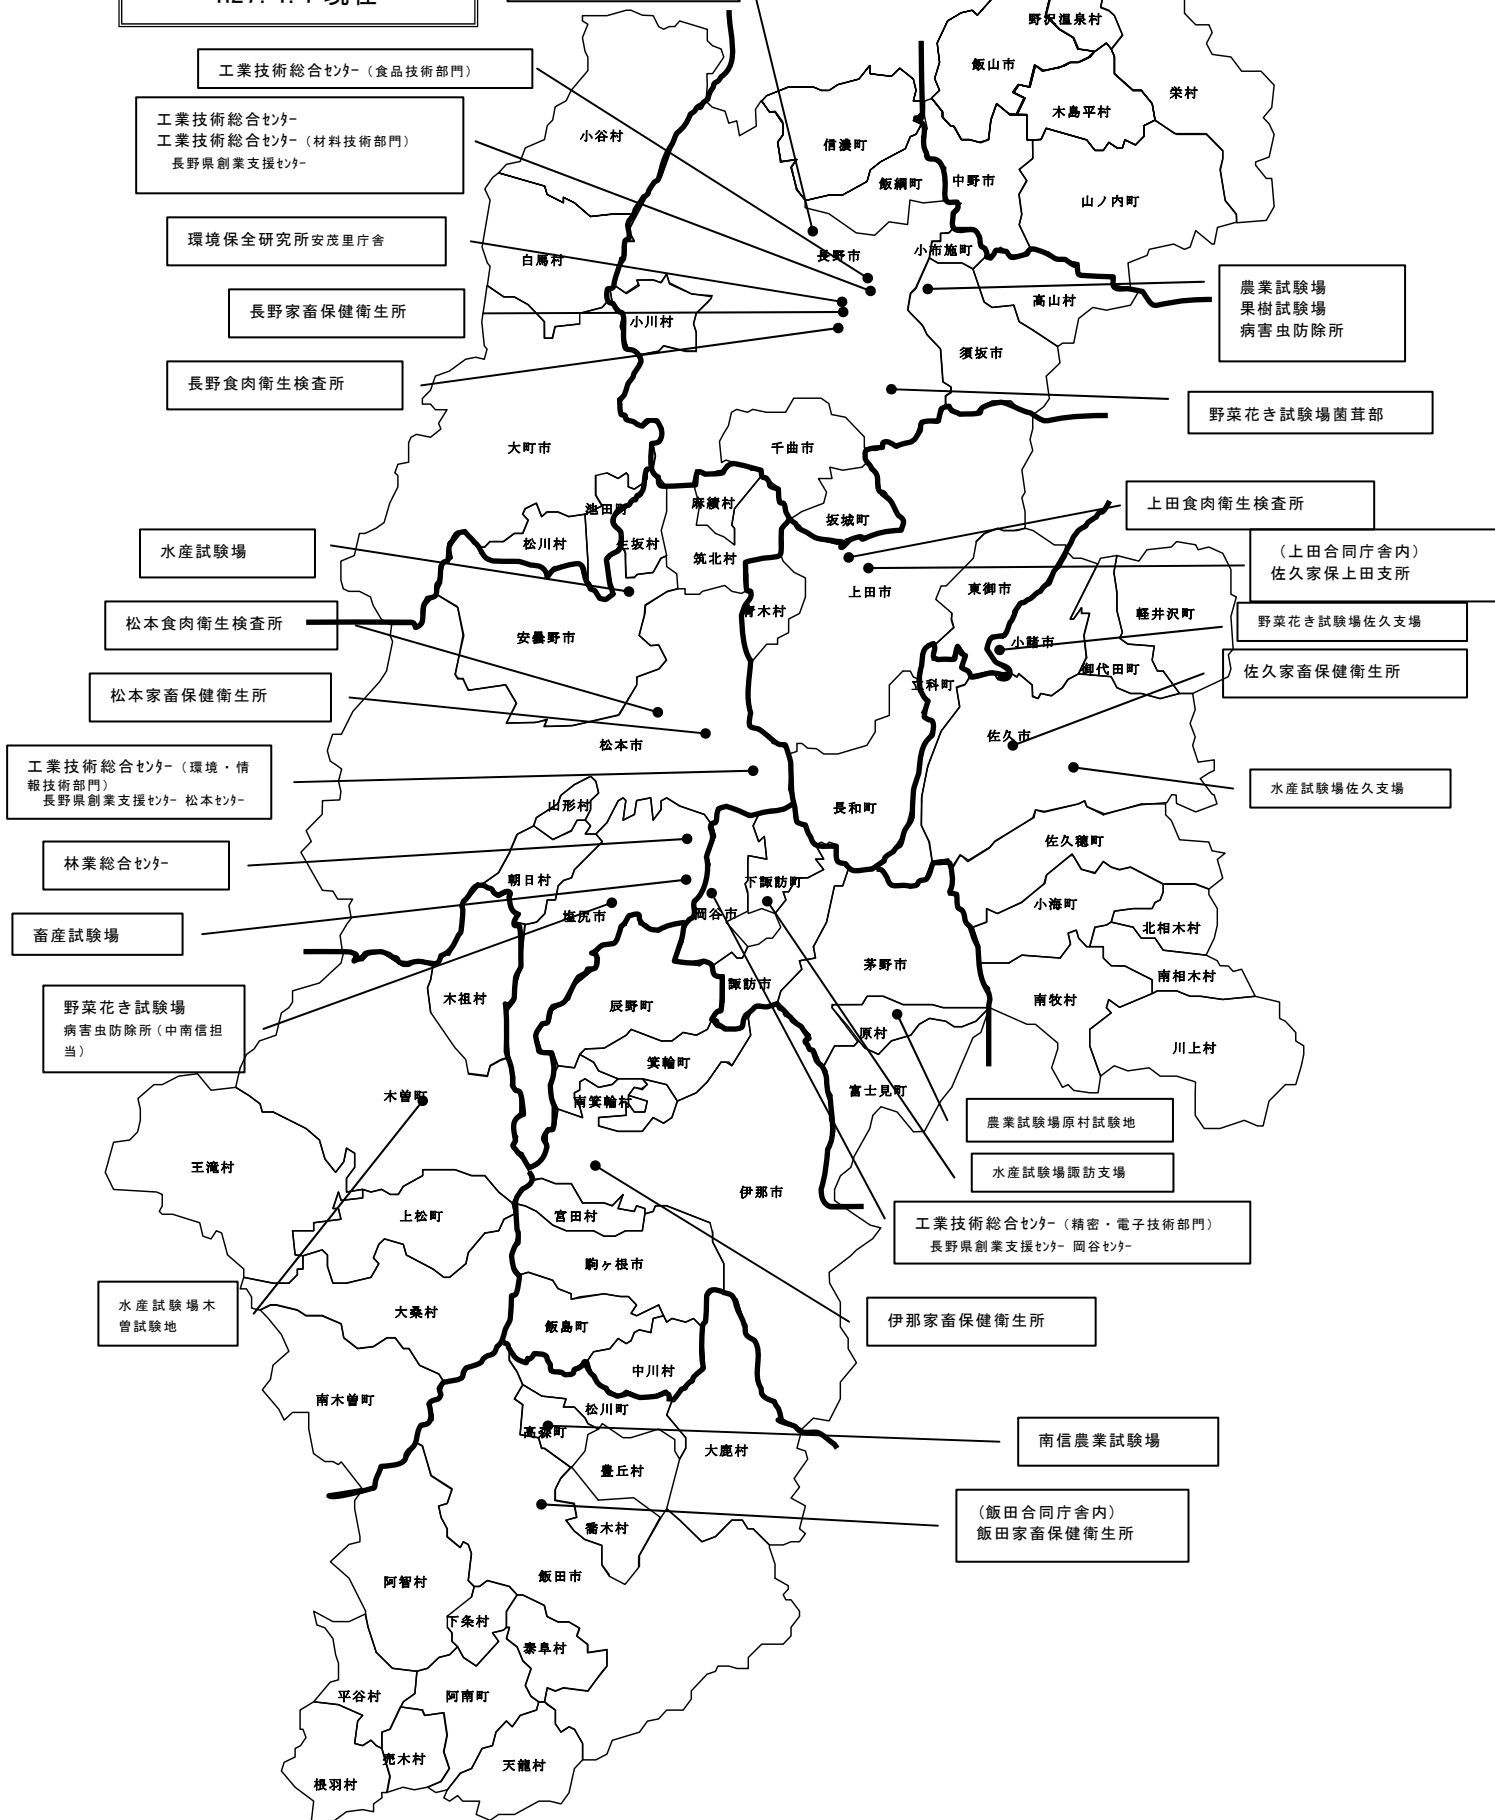 野沢温泉村
飯山市
栄村
木島平村
工業技術総合ｾﾝﾀｰ（食品技術部門）
工業技術総合ｾﾝﾀｰ
工業技術総合ｾﾝﾀｰ（材料技術部門）
長野県創業支援ｾﾝﾀｰ
小谷村
信濃町
飯綱町
中野市
山ノ内町
環境保全研究所安茂里庁舎
白馬村
長野市
小布施町
高山村
農業試験場
果樹試験場
病害虫防除所
長野家畜保健衛生所
小川村
須坂市
長野食肉衛生検査所
野菜花き試験場菌茸部
大町市
千曲市
池田町
麻績村
坂城町
上田食肉衛生検査所
松川村
生坂村
筑北村
水産試験場
（上田合同庁舎内）
佐久家保上田支所
上田市
東御市
青木村
軽井沢町
松本食肉衛生検査所
安曇野市
小諸市
野菜花き試験場佐久支場
御代田町
佐久家畜保健衛生所
立科町
松本家畜保健衛生所
松本市
佐久市
工業技術総合ｾﾝﾀｰ（環境・情
報技術部門）
長野県創業支援ｾﾝﾀｰ 松本ｾﾝﾀｰ
水産試験場佐久支場
山形村
長和町
佐久穂町
林業総合ｾﾝﾀｰ
朝日村
下諏訪町
小海町
塩尻市
岡谷市
北相木村
畜産試験場
茅野市
南相木村
諏訪市
木祖村
辰野町
南牧村
野菜花き試験場
病害虫防除所（中南信担
当）
原村
川上村
箕輪町
富士見町
木曽町
南箕輪村
農業試験場原村試験地
王滝村
水産試験場諏訪支場
伊那市
上松町
宮田村
工業技術総合ｾﾝﾀｰ（精密・電子技術部門）
長野県創業支援ｾﾝﾀｰ 岡谷ｾﾝﾀｰ
駒ヶ根市
水産試験場木
曽試験地
大桑村
飯島町
伊那家畜保健衛生所
中川村
南木曽町
松川町
高森町
大鹿村
南信農業試験場
豊丘村
（飯田合同庁舎内）
飯田家畜保健衛生所
喬木村
飯田市
阿智村
下条村
泰阜村
平谷村
阿南町
売木村
天龍村
根羽村